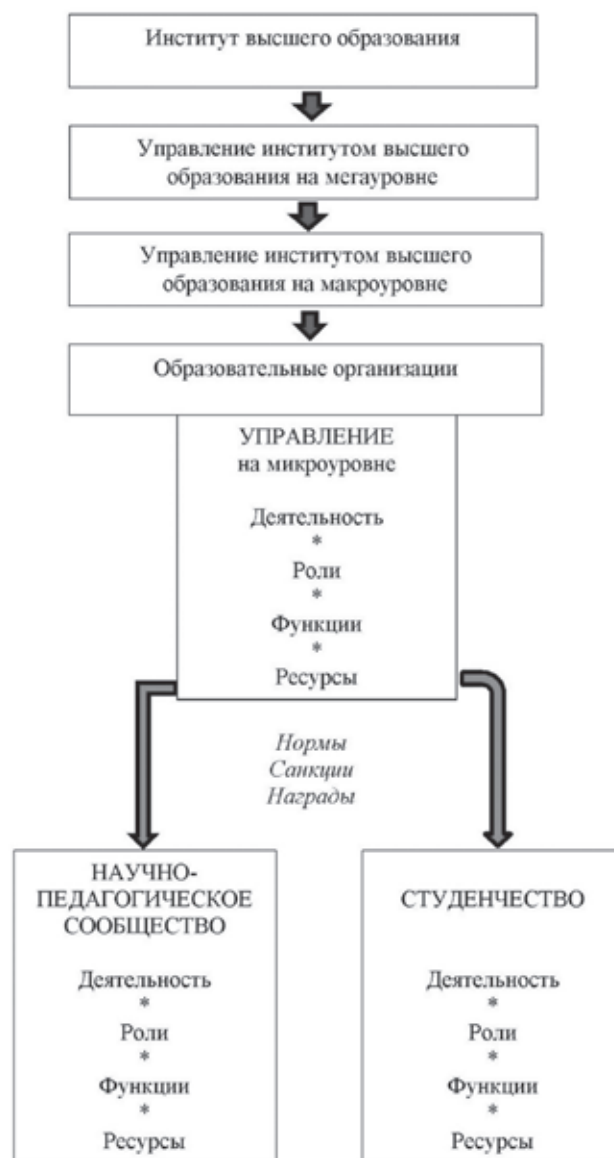 Институт высшего образования
Управление институтом высшего
образования на мегауровне
Управление институтом высшего
образования на макроуровне
Образовательные организации
УПРАВЛЕНИЕ
на микроуровне
Деятельность
*
Роли
*
Функции
*
Ресурсы
Нормы
Санкции
Награды
НАУЧНО-
ПЕДАГОГИЧЕСКОЕ
СООБЩЕСТВО
Деятельность
*
Роли
*
Функции
*
Ресурсы
СТУДЕНЧЕСТВО
Деятельность
*
Роли
*
Функции
*
Ресурсы